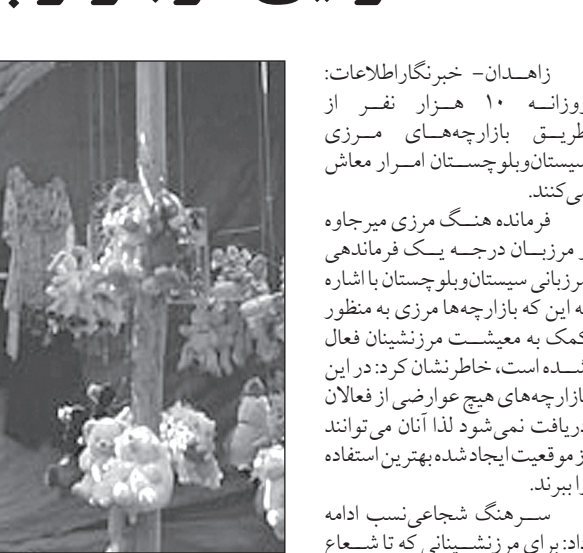 زاهـدان- خبرنگاراطلاعات:
روزانـه ۱۰ هـزار نفـر از
طریـق بازارچه‌هـای مـرزی
سیستان‌وبلوچسـتان امـرار معاش
می‌کنند.
فرمانده هنـگ مرزی میرجاوه
و مرزبـان درجـه یـک فرماندهی
مرزبانی سیستان‌وبلوچستان با اشاره
به این که بازارچه‌ها مرزی به منظور
کمک به معیشـت مرزنشینان فعال
شـده است، خاطرنشان کرد: در این
بازارچه‌های هیچ عوارضی از فعالان
دریافت نمی‌شود لذا آنان می‌توانند
از موقعیت ایجاد شده بهترین استفاده
را ببرند.
سـرهنگ شجاعی‌نسب ادامه
داد: برای مرزنشـینانی که تا شـعاع